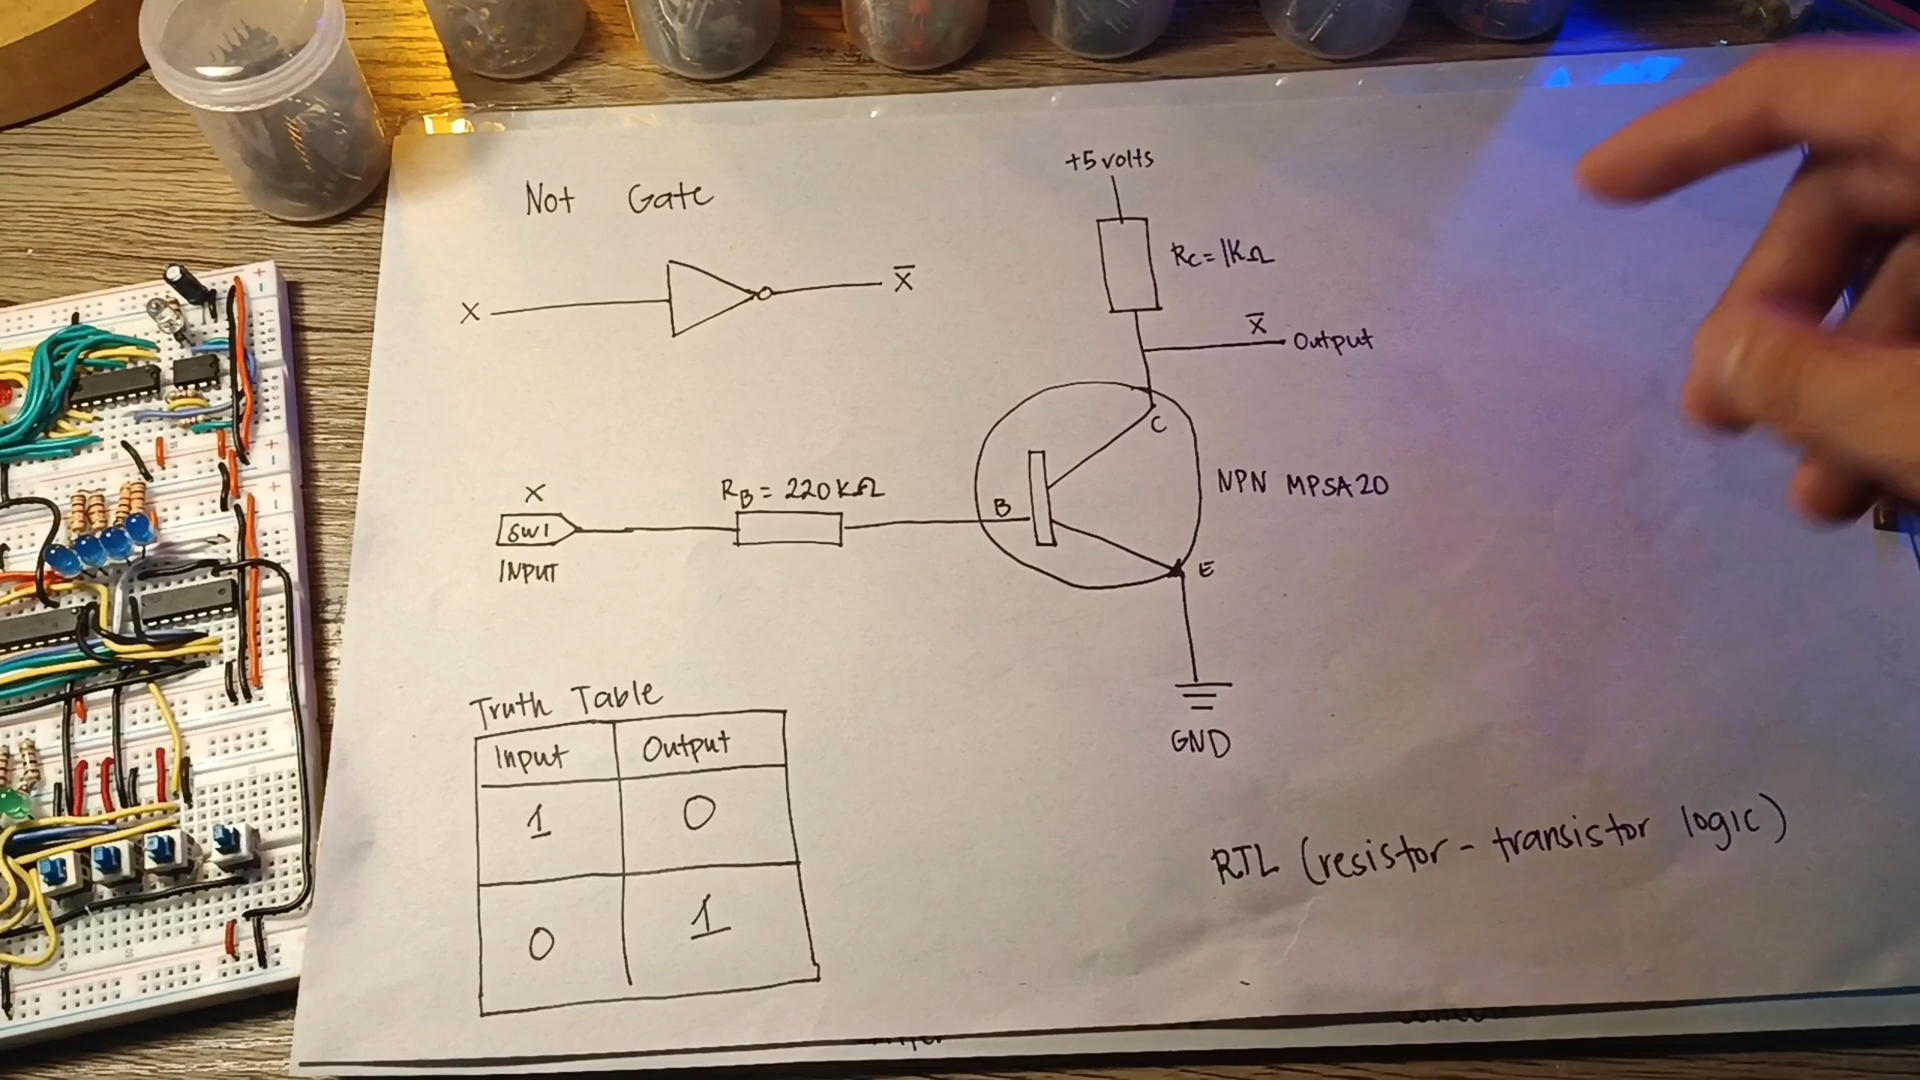 Not Gate
X
X̅
+5 volts
RC = 1KΩ
X̅
Output
C
B
E
NPN MPSA20
GND
X
SW1
INPUT
RB = 220KΩ
Truth Table
Input Output
1 0
0 1
RTL (resistor - transistor logic)